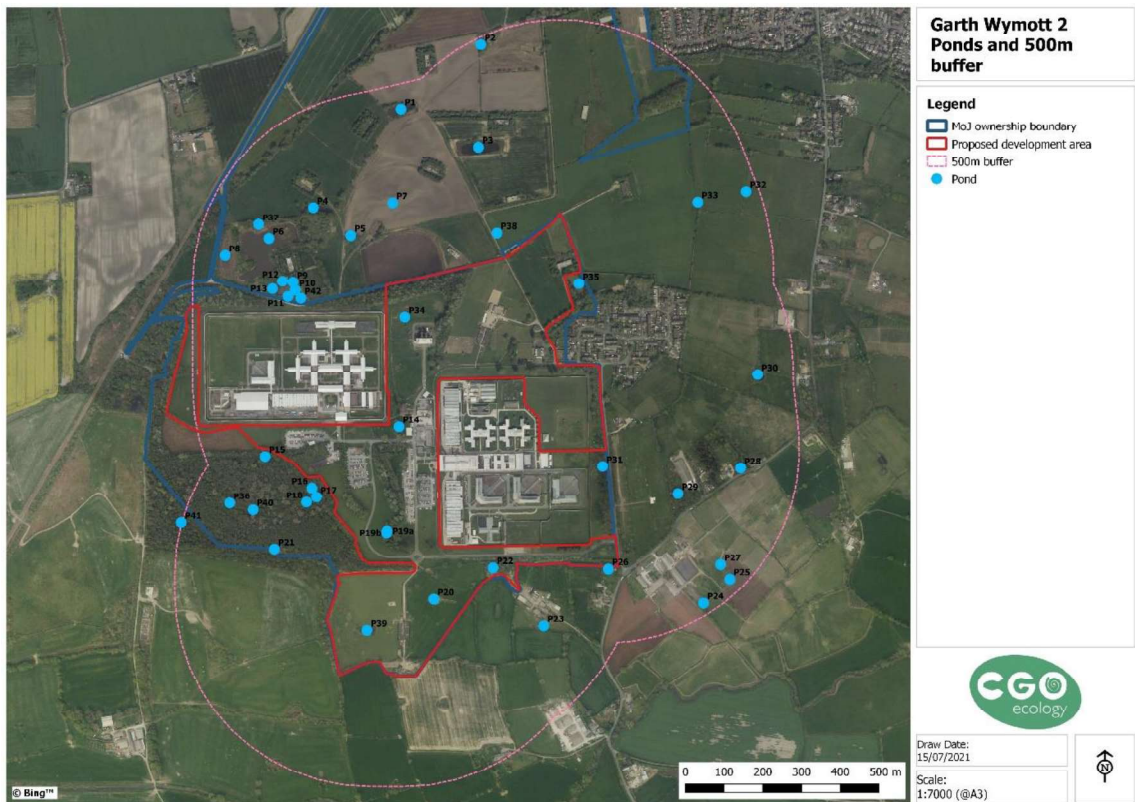 Garth Wymott 2
Ponds and 500m
buffer
Legend
MoJ ownership boundary
Proposed development area
500m buffer
Pond
P2
P1
P3
P7
P4
P37
P6
P5
P8
P38
P33
P32
P12
P9
P10
P13
P42
P11
P35
P34
P30
P14
P15
P31
P28
P29
P16
P17
P18
P36
P40
P41
P19b
P19a
P21
P22
P26
P27
P25
P24
P20
P23
P39
CGO
ecology
Draw Date:
15/07/2021
Scale:
1:7000 (@A3)
N
0 100 200 300 400 500 m
© Bing™